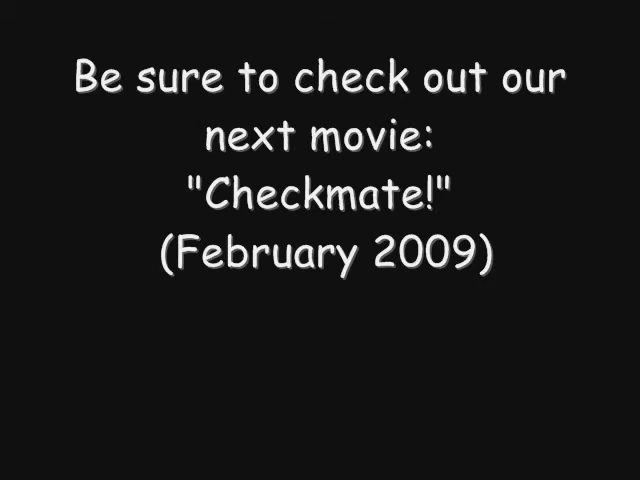 Be sure to check out our
next movie:
"Checkmate!"
(February 2009)